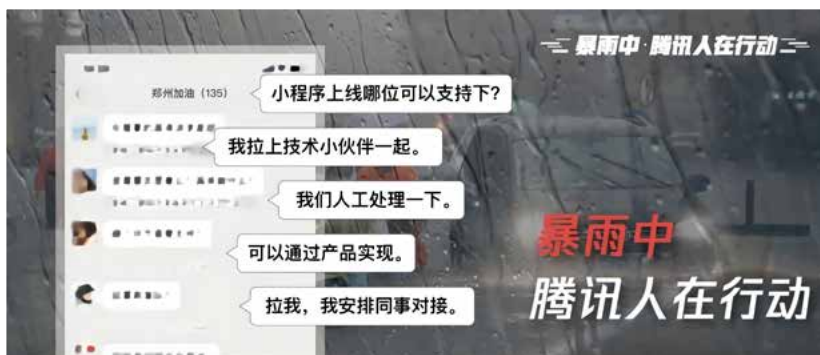 暴雨中·腾讯人在行动
郑州加油（135）
小程序上线哪位可以支持下？
我拉上技术小伙伴一起。
我们人工处理一下。
可以通过产品实现。
拉我，我安排同事对接。
暴雨中
腾讯人在行动